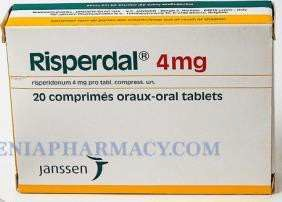 Risperdal® 4mg
risperidonum 4 mg pro tabl. compress. un.
20 comprimés oraux-oral tablets
ENIAPHARMACY.COM
janssen